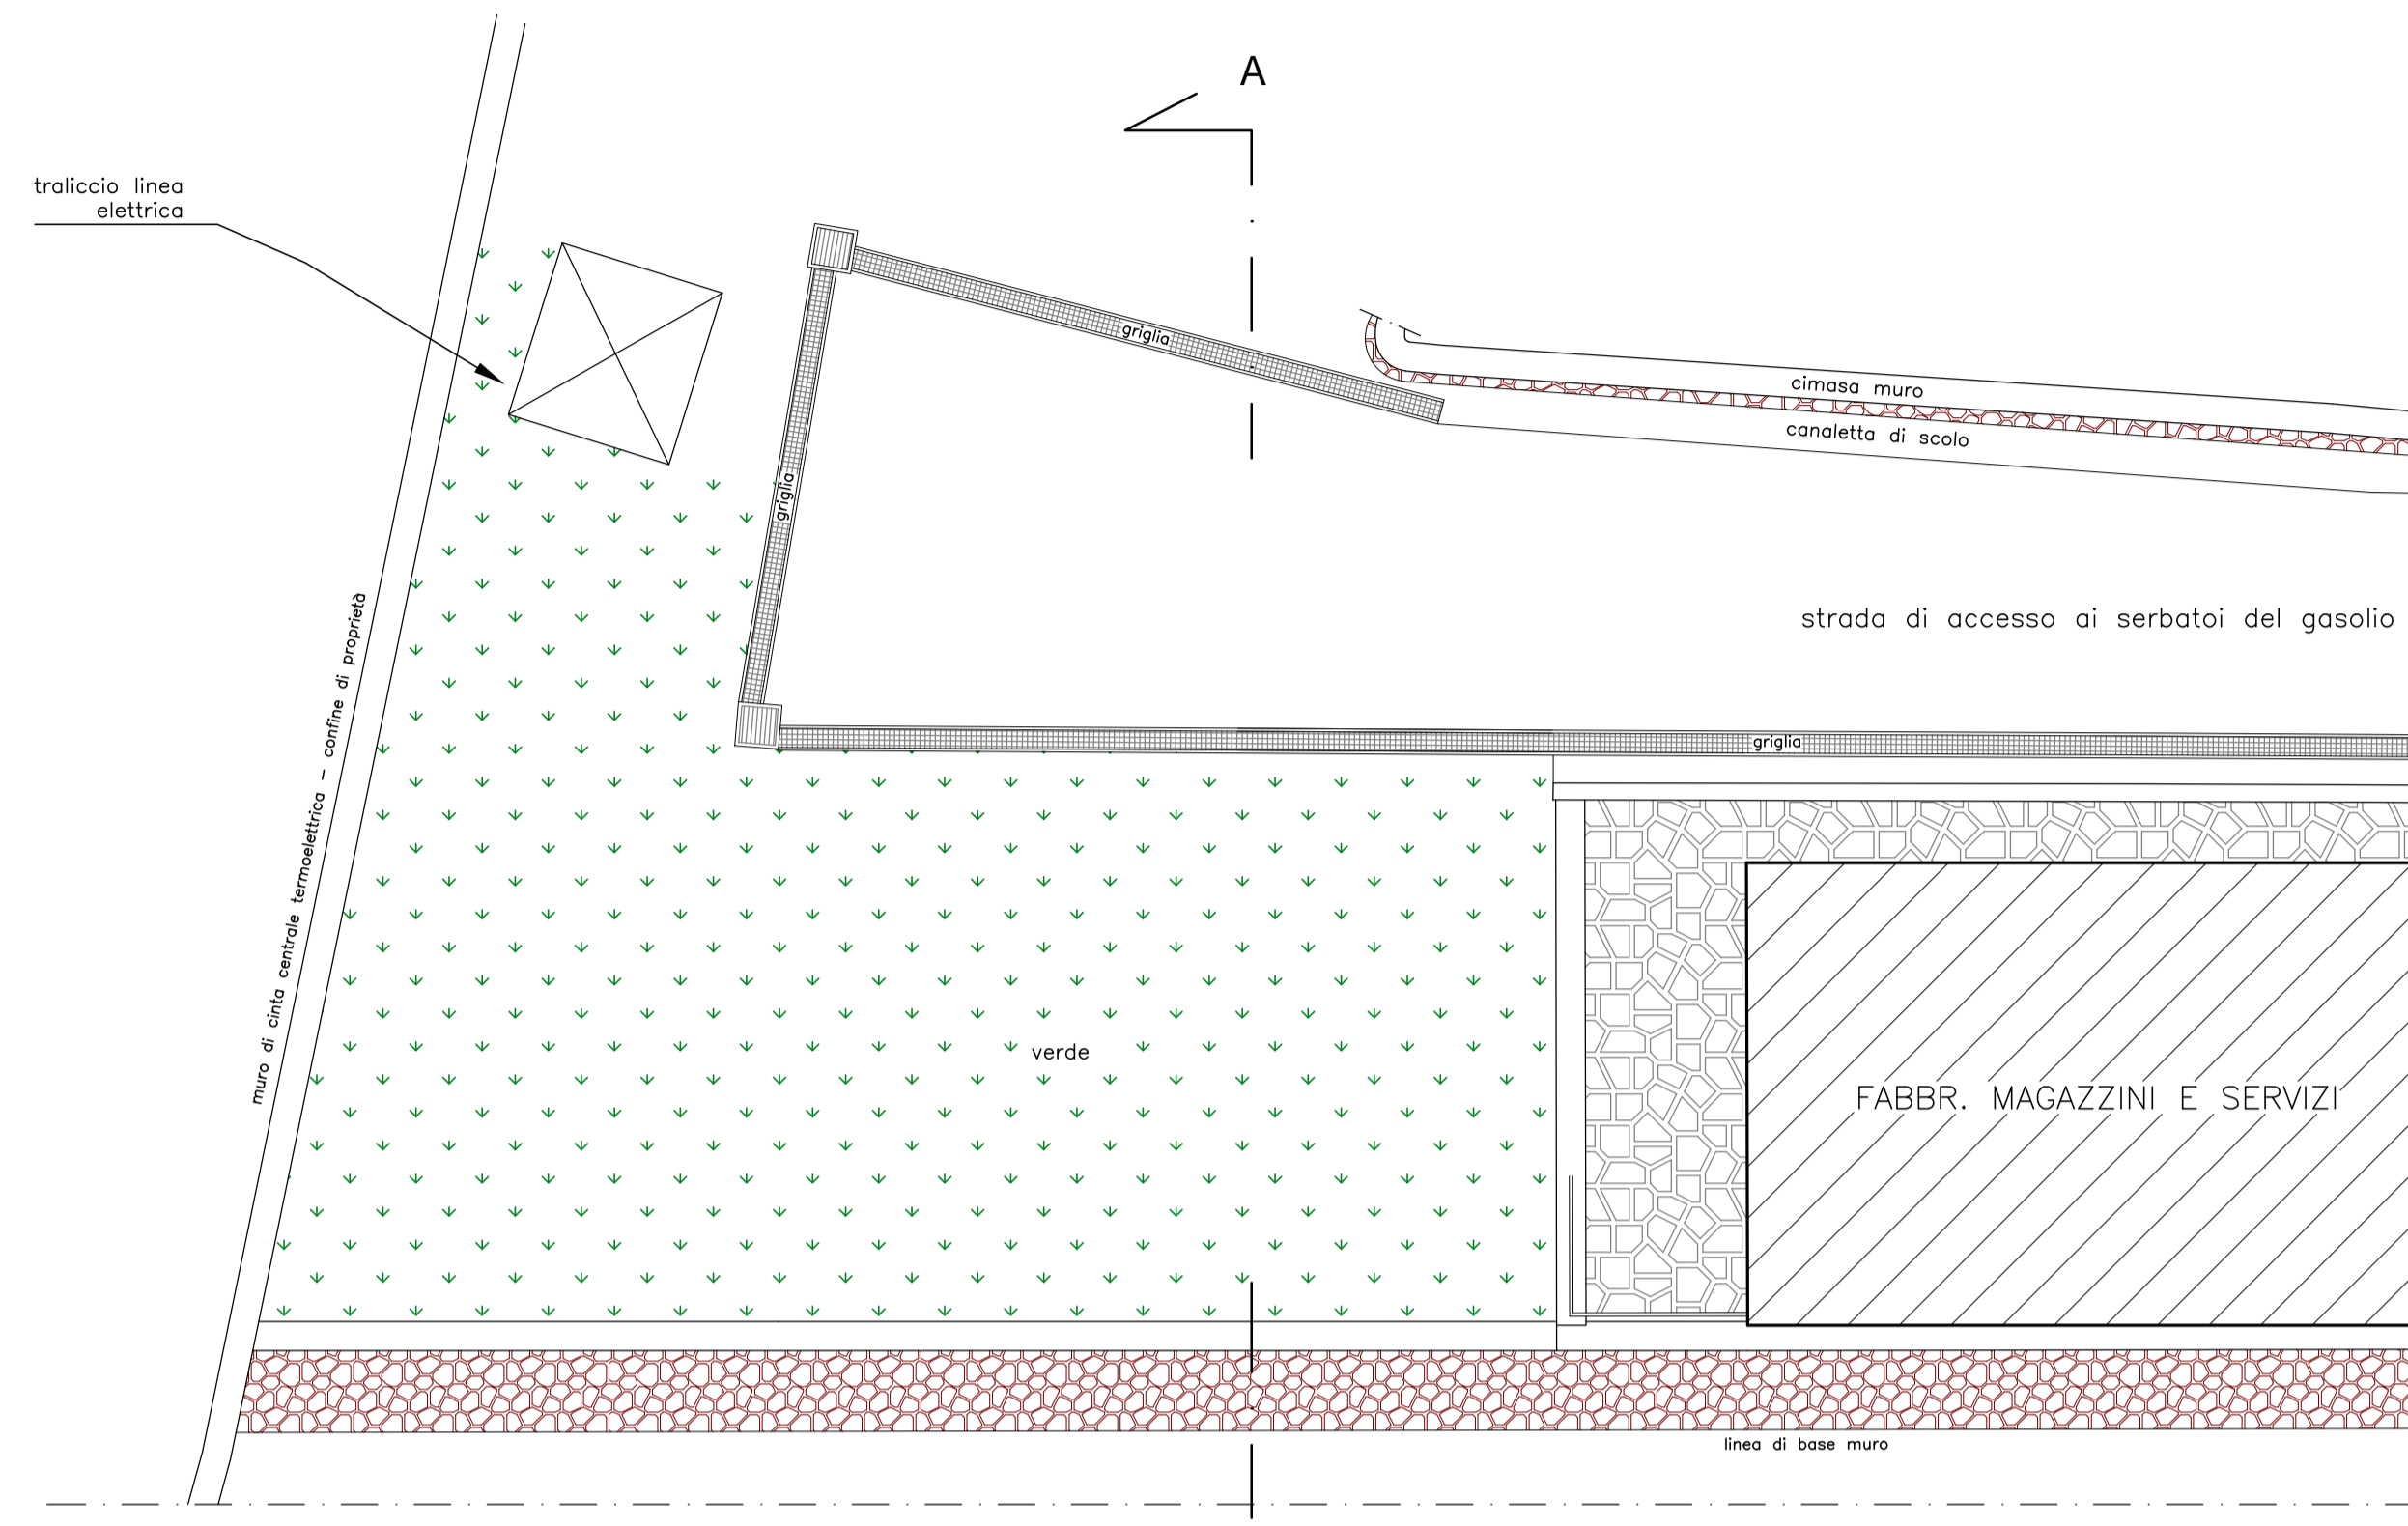 A
traliccio linea
elettrica
griglia
cimasa muro
canaletta di scolo
griglia
strada di accesso ai serbatoi del gasolio
muro di cinta centrale termoelettrica – confine di proprietà
griglia
verde
FABBR. MAGAZZINI E SERVIZI
linea di base muro